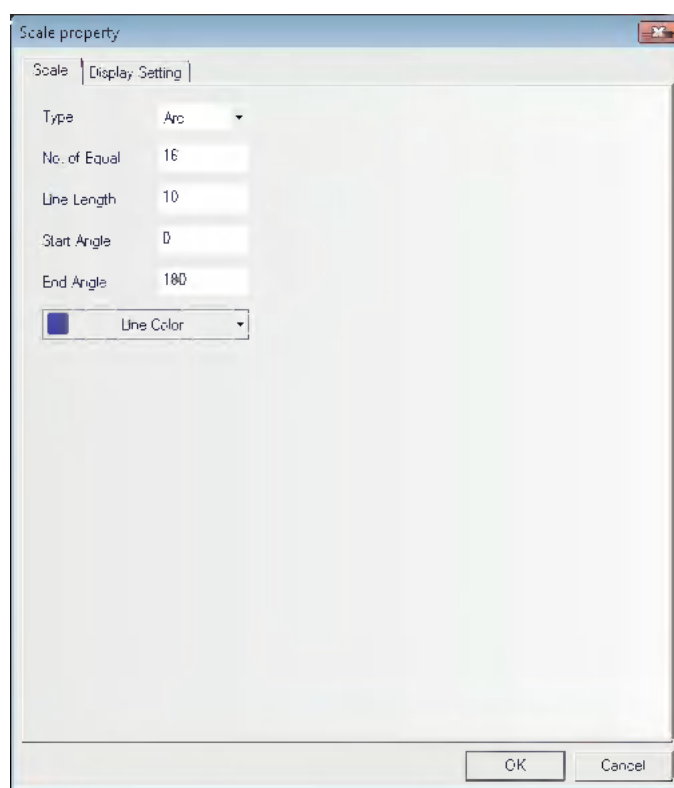 Scale property
Scale Display Setting
Type Arc
No. of Equal 16
Line Length 10
Start Angle 0
End Angle 180
Line Color
OK Cancel